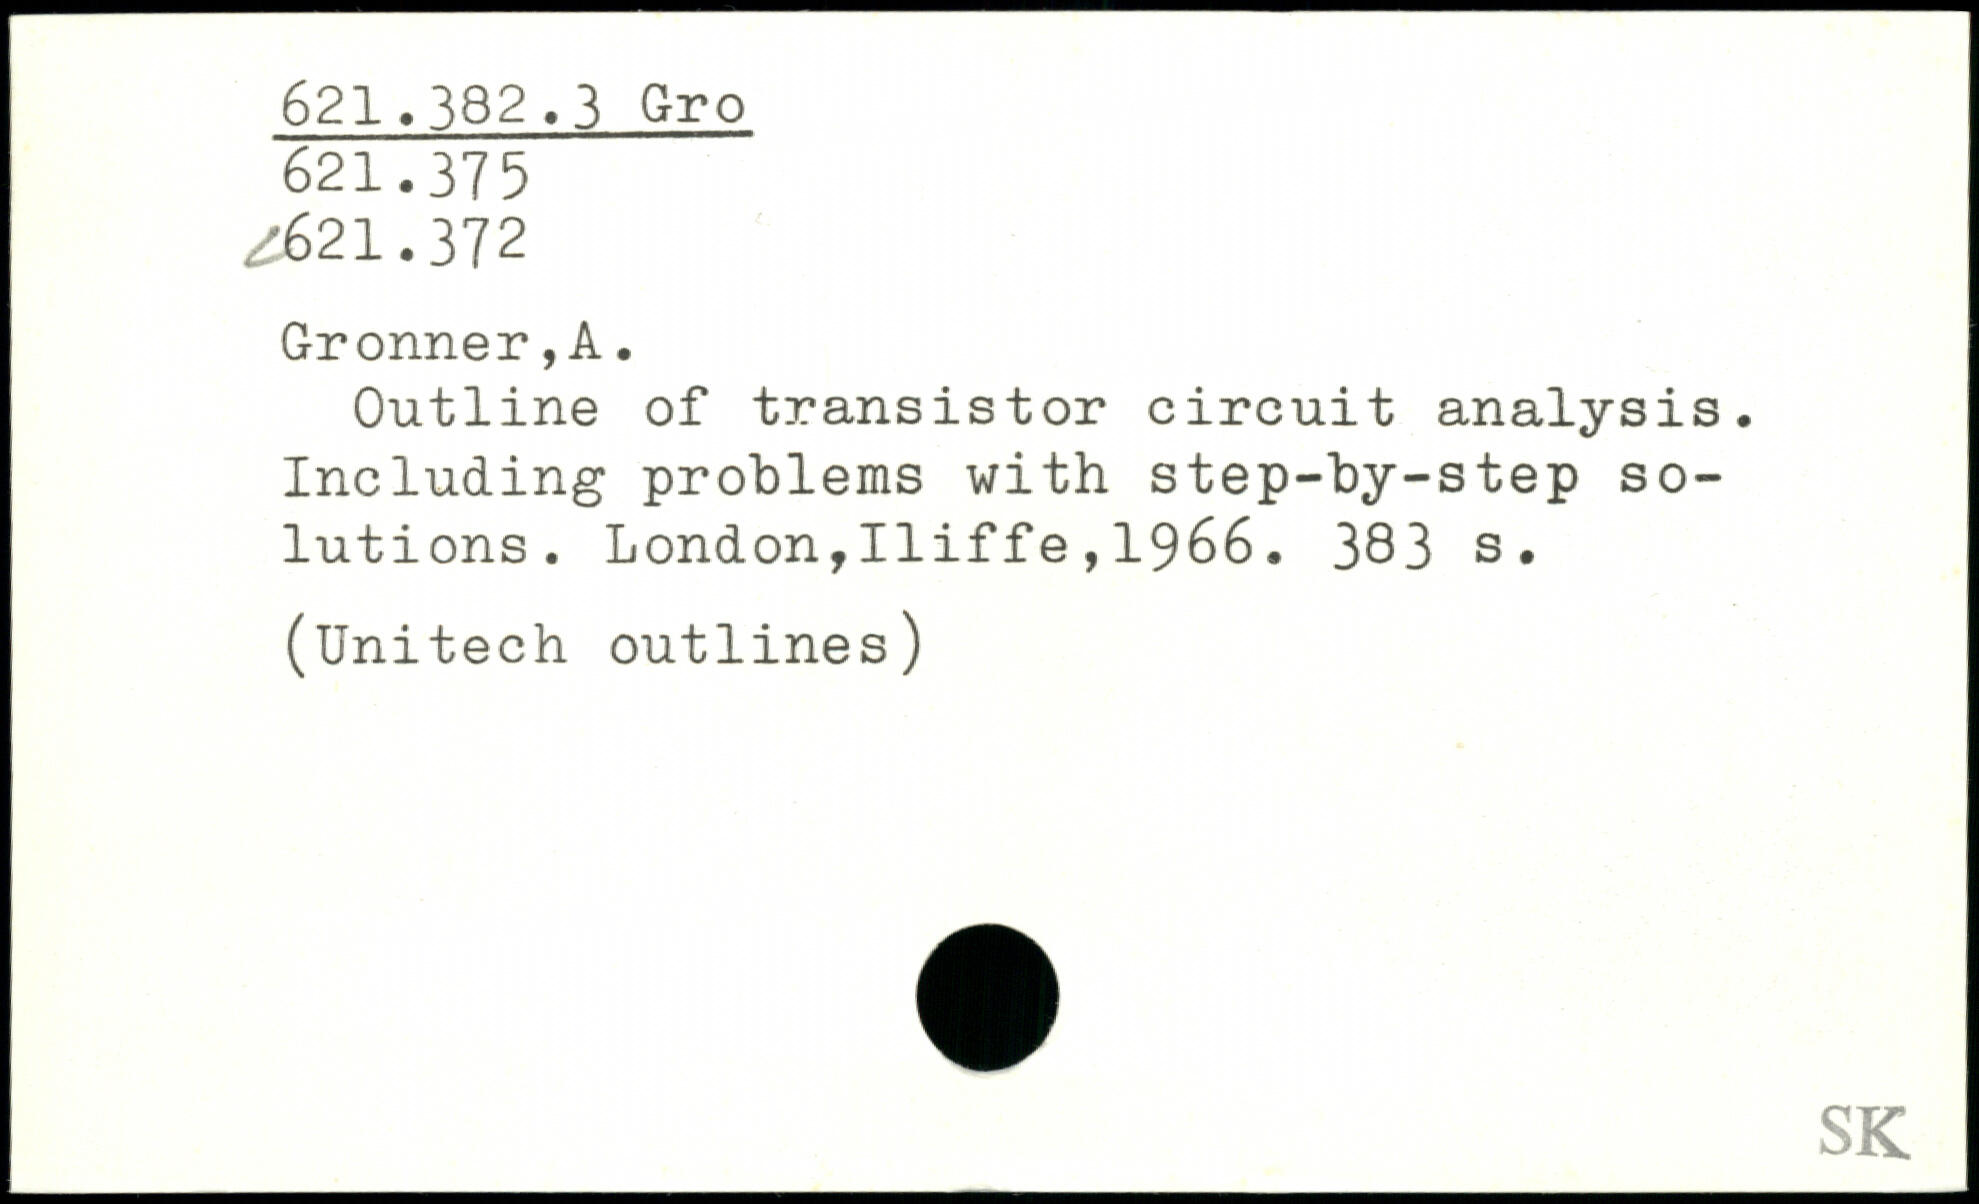 621.382.3 Gro
621.375
621.372
Gronner,A.
Outline of transistor circuit analysis.
Including problems with step-by-step so-
lutions. London,Iliffe,1966. 383 s.
(Unitech outlines)
SK